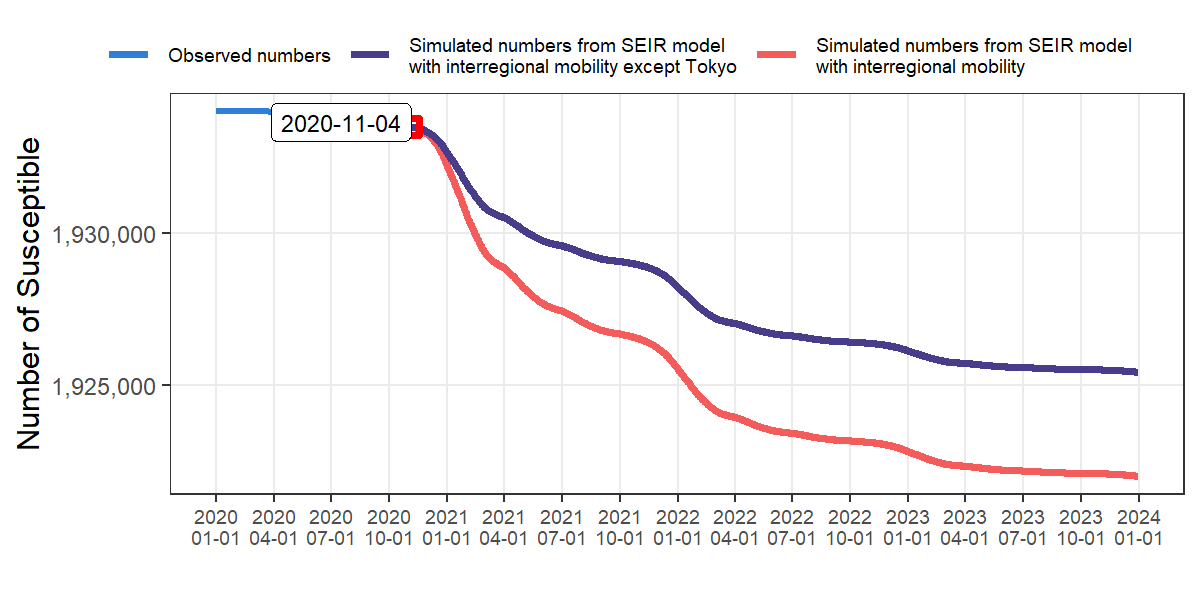 Observed numbers
Simulated numbers from SEIR model
with interregional mobility except Tokyo
Simulated numbers from SEIR model
with interregional mobility
2020-11-04
Number of Susceptible
1,930,000
1,925,000
2020 2020 2020 2020 2021 2021 2021 2021 2022 2022 2022 2022 2023 2023 2023 2023 2024
01-01 04-01 07-01 10-01 01-01 04-01 07-01 10-01 01-01 04-01 07-01 10-01 01-01 04-01 07-01 10-01 01-01